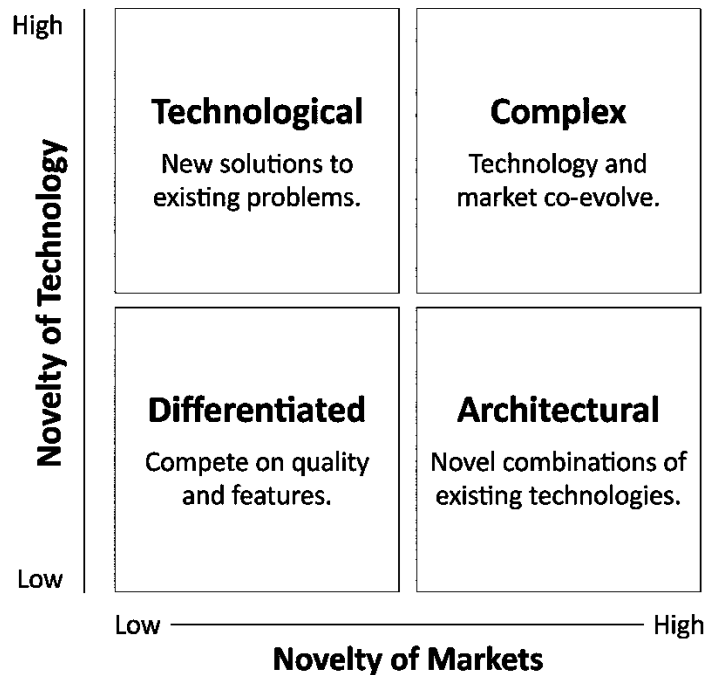 High
Novelty of Technology
Low
Technological
New solutions to
existing problems.
Complex
Technology and
market co-evolve.
Differentiated
Compete on quality
and features.
Architectural
Novel combinations of
existing technologies.
Low
High
Novelty of Markets